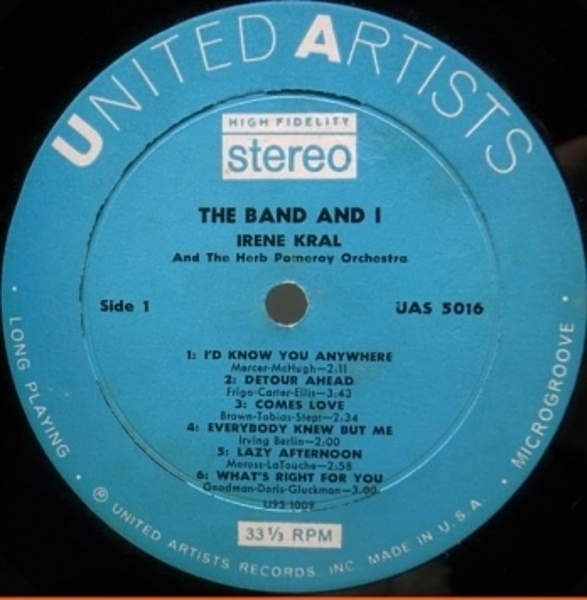 UNITED ARTISTS
HIGH FIDELITY
stereo
THE BAND AND I
IRENE KRAL
And The Herb Pomeroy Orchestra
Side 1
UAS 5016
1: I'D KNOW YOU ANYWHERE
Mercer-McHugh—2:11
2: DETOUR AHEAD
Frigo-Carter-Ellis—3:43
3: COMES LOVE
Brown-Tobias-Stept—2:34
4: EVERYBODY KNEW BUT ME
Irving Berlin—2:00
5: LAZY AFTERNOON
Moross-LaTouche—2:58
6: WHAT'S RIGHT FOR YOU
Goodman-Doris-Gluckman—3:00
33⅓ RPM
• LONG PLAYING •
• MICROGROOVE •
Ⓡ UNITED ARTISTS RECORDS, INC. MADE IN U.S.A.